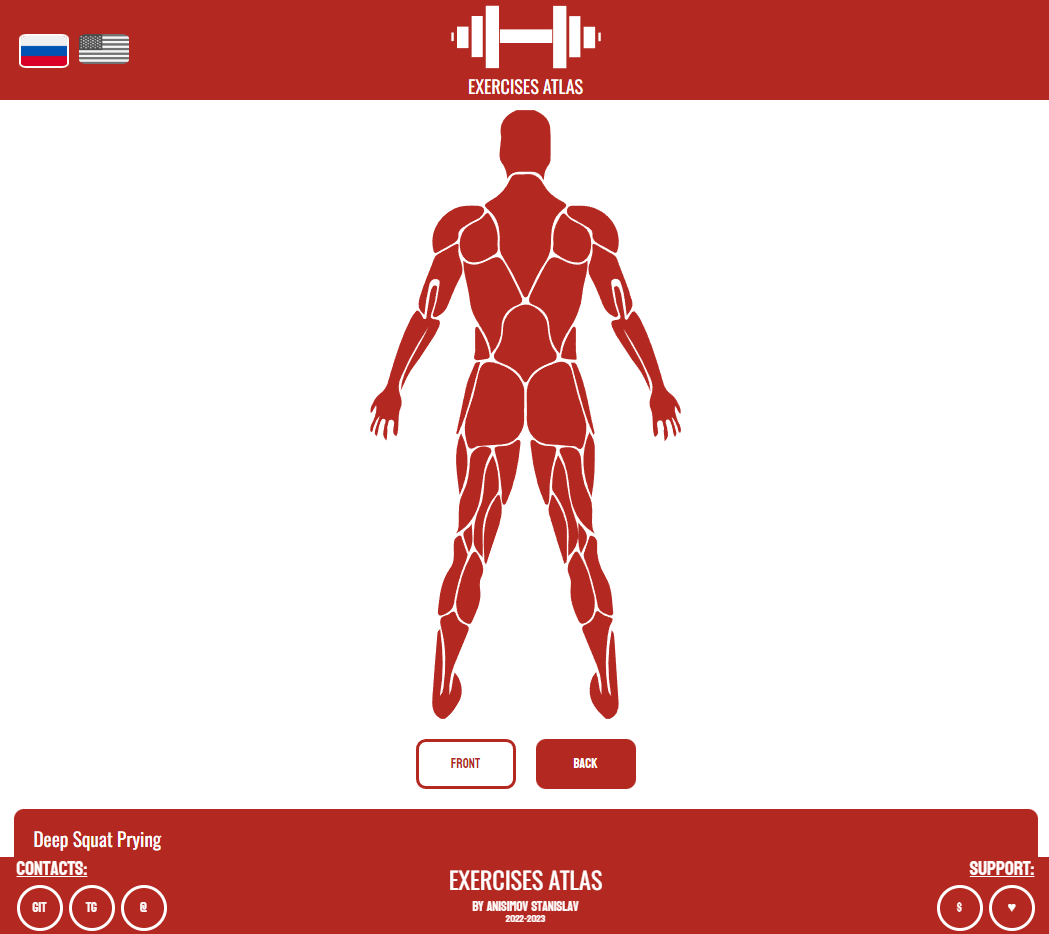 EXERCISES ATLAS
FRONT
BACK
Deep Squat Prying
CONTACTS:
GIT
TG
@
EXERCISES ATLAS
BY ANISIMOV STANISLAV
2022-2023
SUPPORT:
$
♥